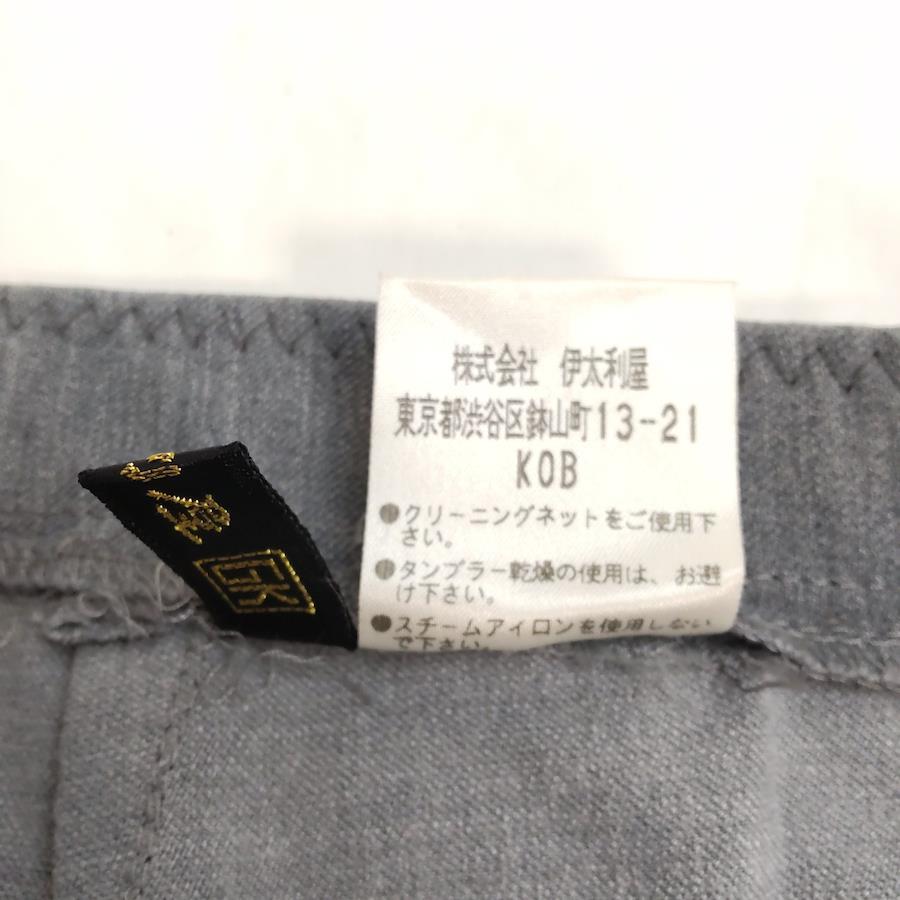 株式会社 伊太利屋
東京都渋谷区鉢山町13-21
KOB
●クリーニングネットをご使用下
さい。
●タンブラー乾燥の使用は、お避
け下さい。
●スチームアイロンを使用しない
で下さい。
GK